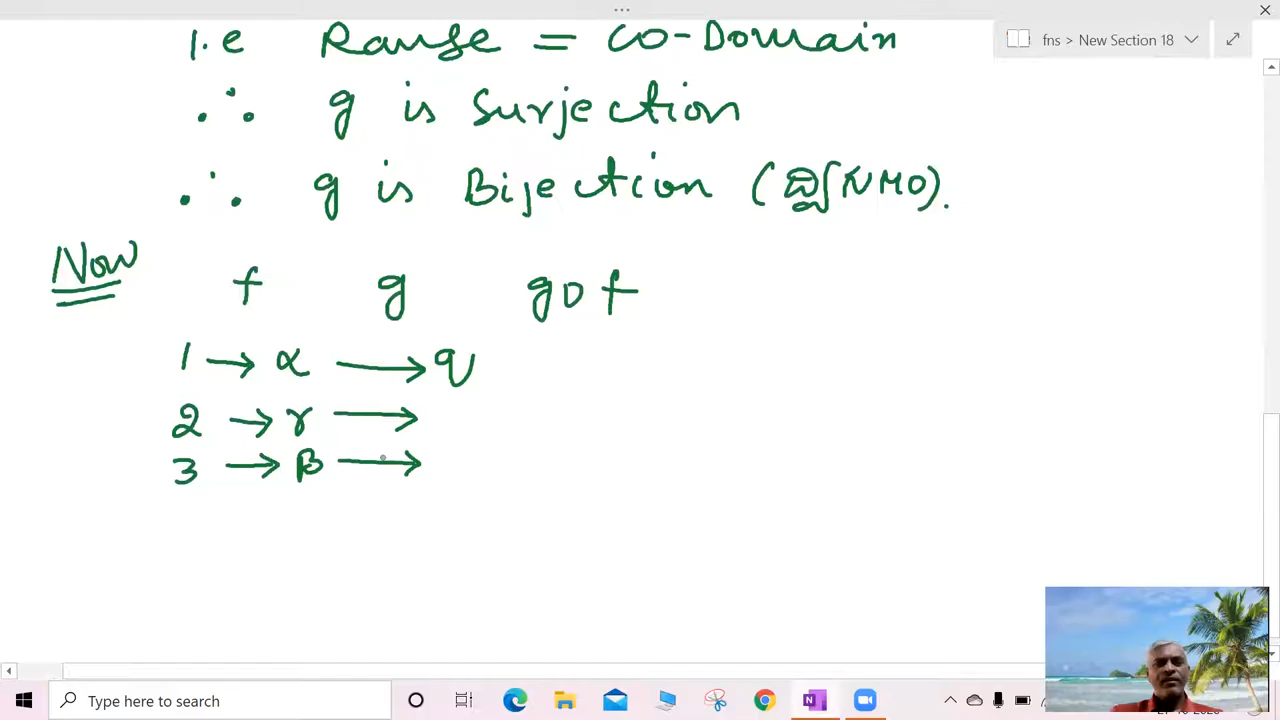 1.e Range = co-Domain
∴ g is Surjection
∴ g is Bijection
Now f g gof
1 → α → q
2 → γ →
3 → β →
fns > New Section 18
Type here to search